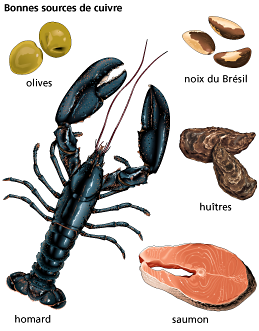 Bonnes sources de cuivre
olives
noix du Brésil
huîtres
homard
saumon